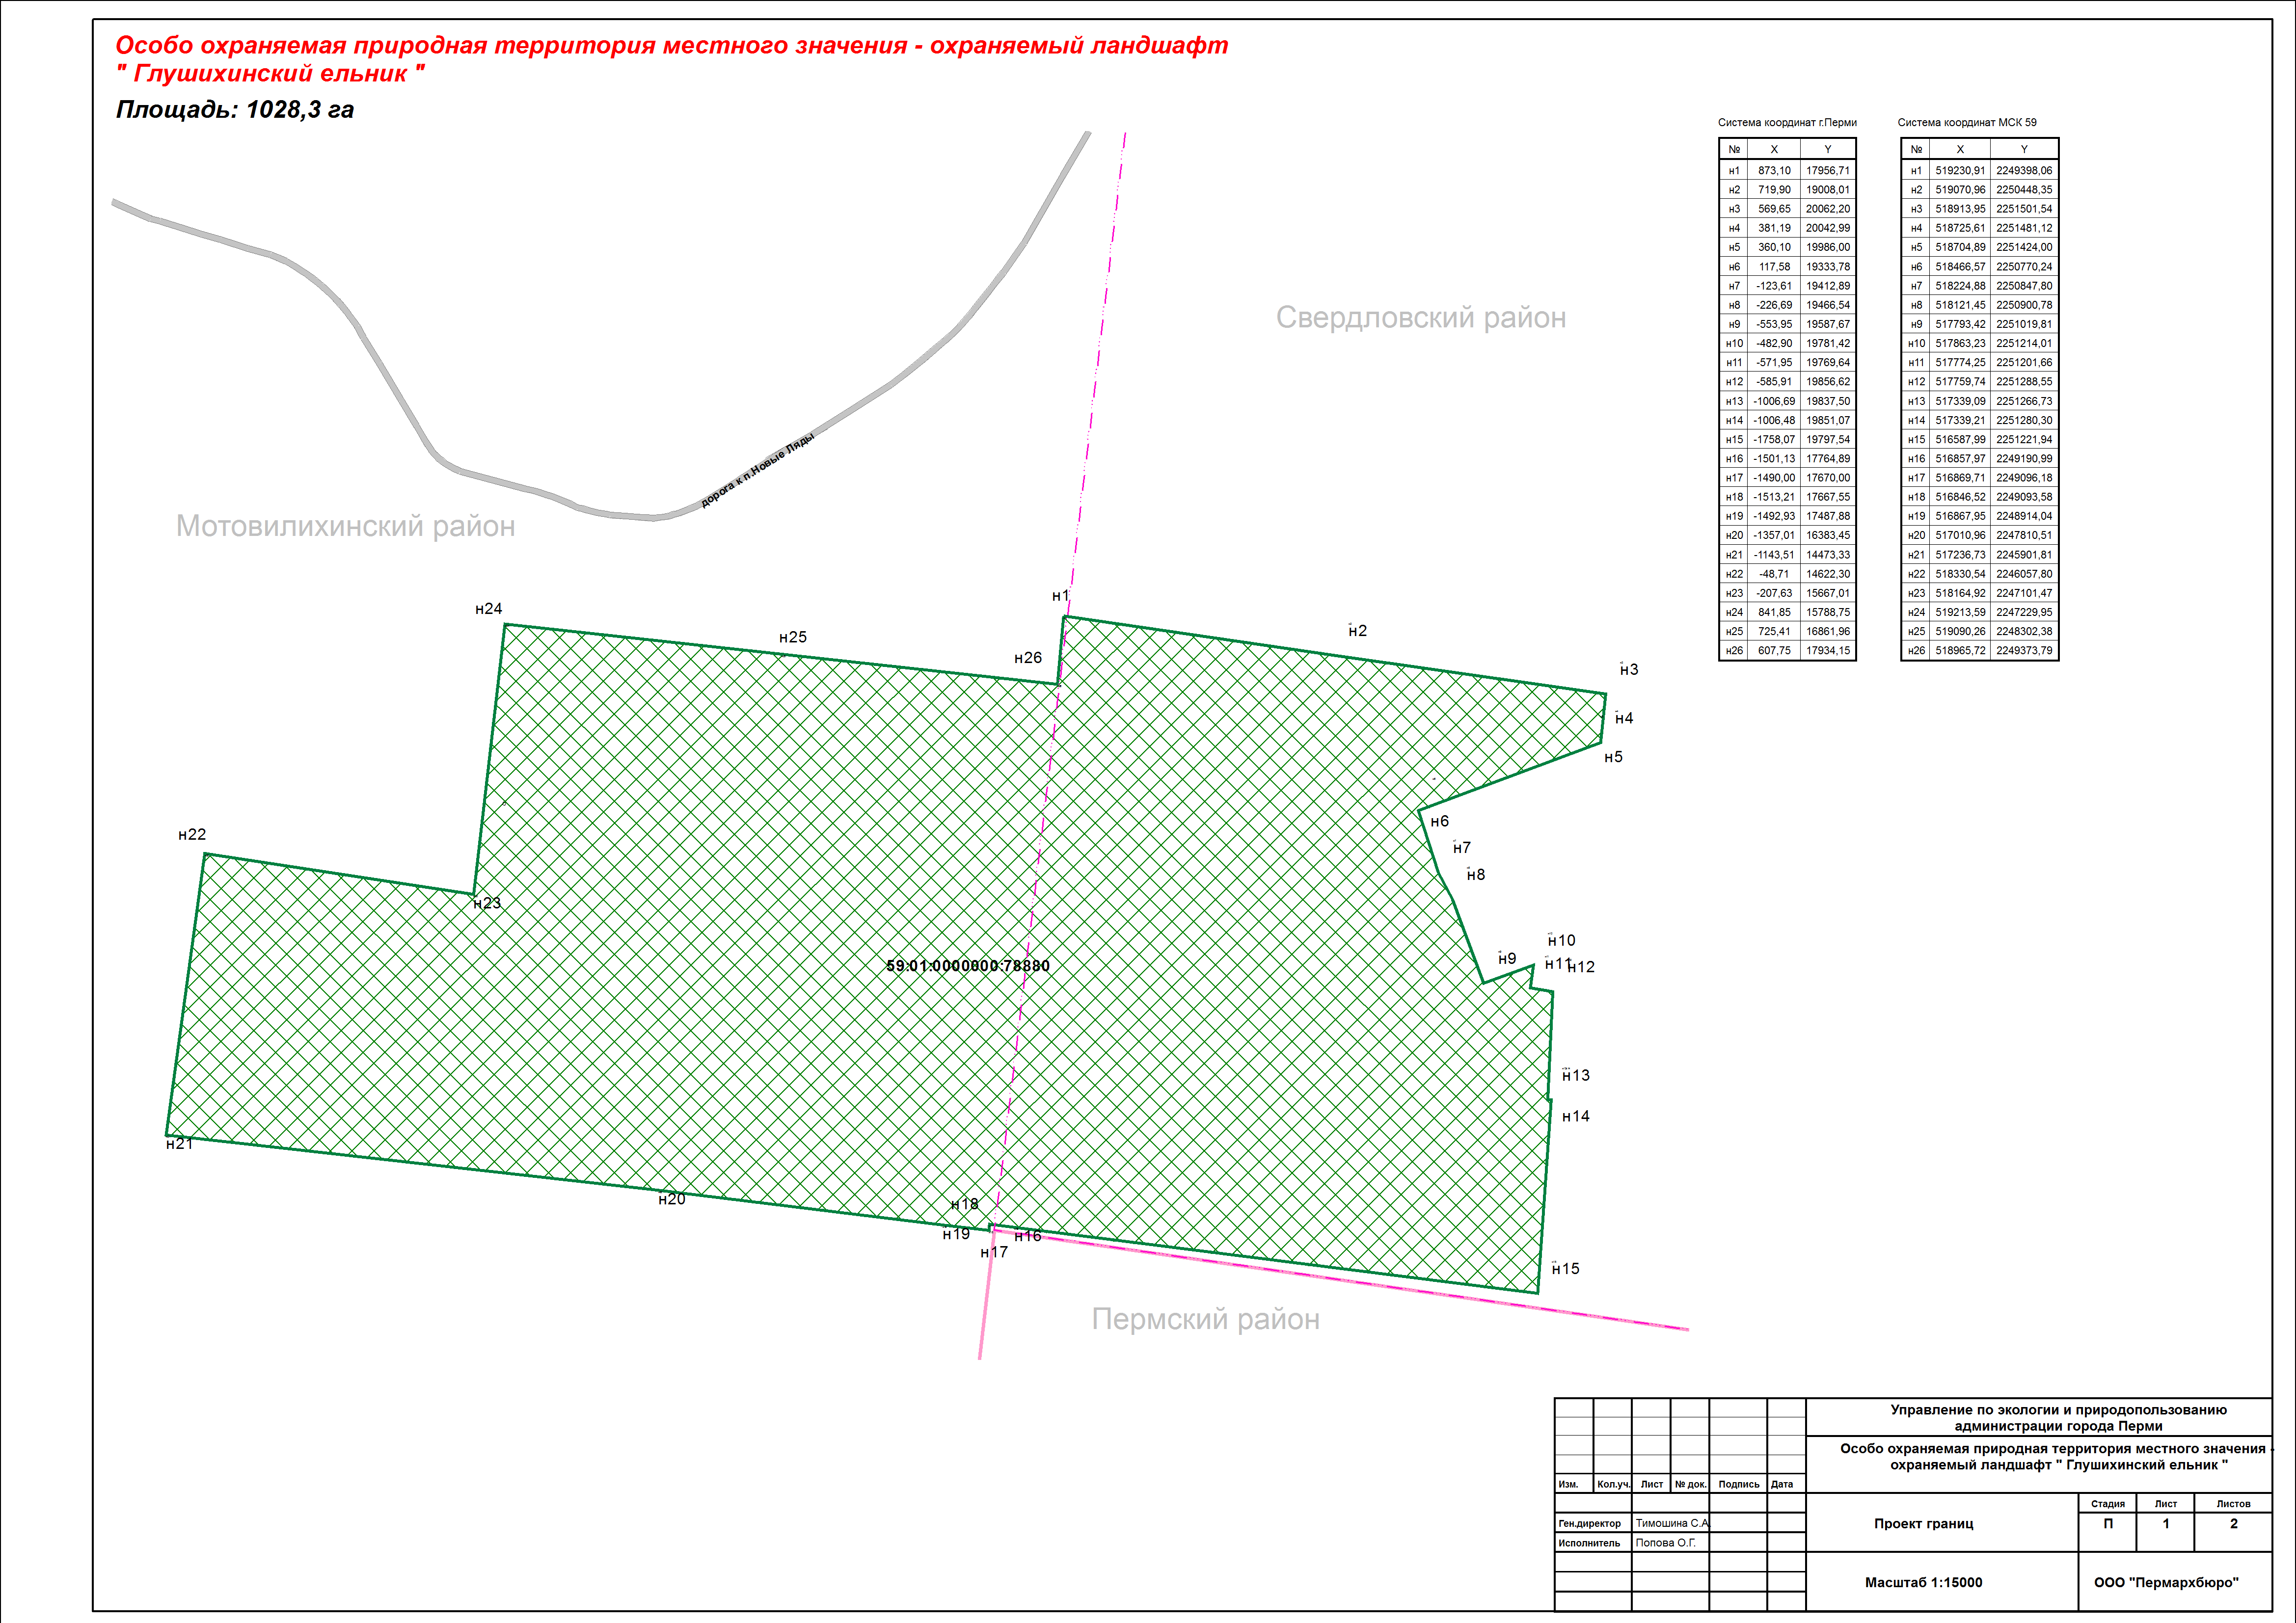 Особо охраняемая природная территория местного значения - охраняемый ландшафт
" Глушихинский ельник "
Площадь: 1028,3 га
Система координат г.Перми
№ X Y
н1 873,10 17956,71
н2 719,90 19008,01
н3 569,65 20062,20
н4 381,19 20042,99
н5 360,10 19986,00
н6 117,58 19333,78
н7 -123,61 19412,89
н8 -226,69 19466,54
н9 -553,95 19587,67
н10 -482,90 19781,42
н11 -571,95 19769,64
н12 -585,91 19856,62
н13 -1006,69 19837,50
н14 -1006,48 19851,07
н15 -1758,07 19797,54
н16 -1501,13 17764,89
н17 -1490,00 17670,00
н18 -1513,21 17667,55
н19 -1492,93 17487,88
н20 -1357,01 16383,45
н21 -1143,51 14473,33
н22 -48,71 14622,30
н23 -207,63 15667,01
н24 841,85 15788,75
н25 725,41 16861,96
н26 607,75 17934,15
Система координат МСК 59
№ X Y
н1 519230,91 2249398,06
н2 519070,96 2250448,35
н3 518913,95 2251501,54
н4 518725,61 2251481,12
н5 518704,89 2251424,00
н6 518466,57 2250770,24
н7 518224,88 2250847,80
н8 518121,45 2250900,78
н9 517793,42 2251019,81
н10 517863,23 2251214,01
н11 517774,25 2251201,66
н12 517759,74 2251288,55
н13 517339,09 2251266,73
н14 517339,21 2251280,30
н15 516587,99 2251221,94
н16 516857,97 2249190,99
н17 516869,71 2249096,18
н18 516846,52 2249093,58
н19 516867,95 2248914,04
н20 517010,96 2247810,51
н21 517236,73 2245901,81
н22 518330,54 2246057,80
н23 518164,92 2247101,47
н24 519213,59 2247229,95
н25 519090,26 2248302,38
н26 518965,72 2249373,79
Свердловский район
дорога к п.Новые Ляды
Мотовилихинский район
н1
н24
н2
н25
н26
н3
н4
н5
н6
н22
н7
н8
н23
н10
н9
н11
н12
59:01:0000000:78880
н13
н14
н21
н20
н18
н19
н16
н17
н15
Пермский район
Управление по экологии и природопользованию
администрации города Перми
Особо охраняемая природная территория местного значения -
охраняемый ландшафт " Глушихинский ельник "
Изм. Кол.уч. Лист № док. Подпись Дата
Стадия Лист Листов
Ген.директор Тимошина С.А.
Проект границ
П 1 2
Исполнитель Попова О.Г.
Масштаб 1:15000
ООО "Пермархбюро"